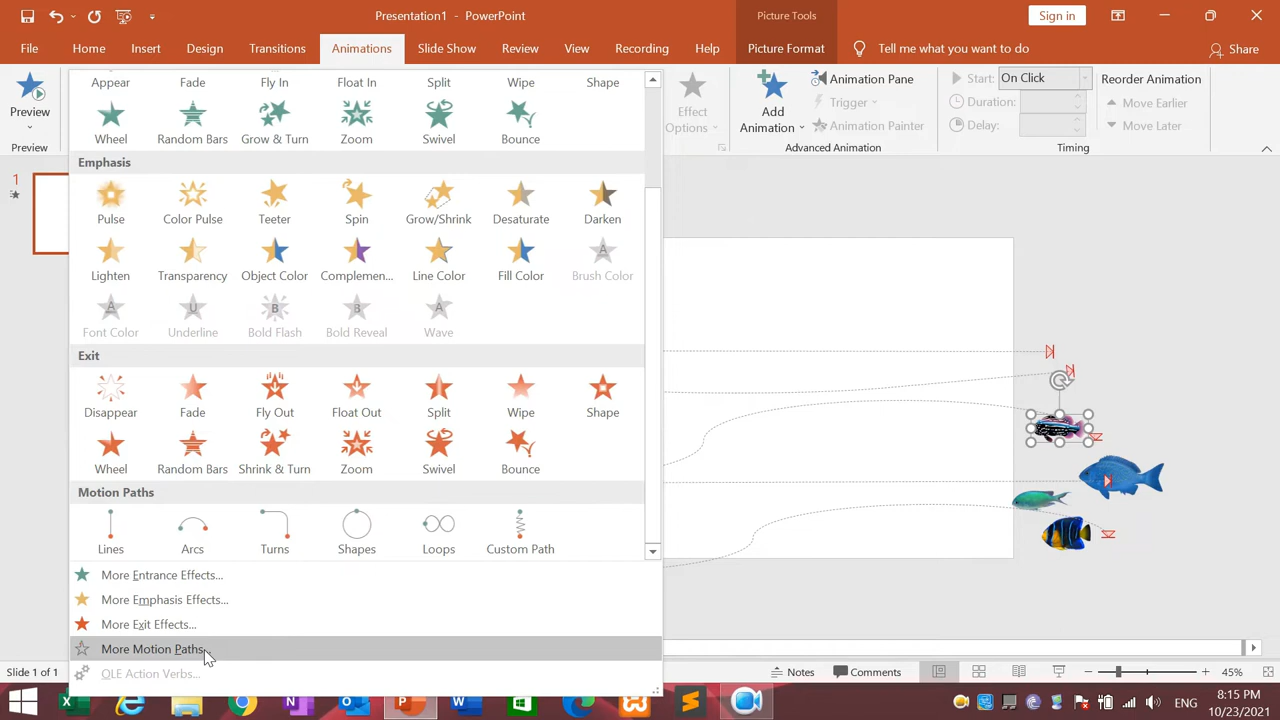 Presentation1 - PowerPoint
Picture Tools
Sign in
File Home Insert Design Transitions Animations Slide Show Review View Recording Help Picture Format Tell me what you want to do Share
Preview
Preview
Appear Fade Fly In Float In Split Wipe Shape
Wheel Random Bars Grow & Turn Zoom Swivel Bounce
Emphasis
Pulse Color Pulse Teeter Spin Grow/Shrink Desaturate Darken
Lighten Transparency Object Color Complemen... Line Color Fill Color Brush Color
Font Color Underline Bold Flash Bold Reveal Wave
Exit
Disappear Fade Fly Out Float Out Split Wipe Shape
Wheel Random Bars Shrink & Turn Zoom Swivel Bounce
Motion Paths
Lines Arcs Turns Shapes Loops Custom Path
More Entrance Effects...
More Emphasis Effects...
More Exit Effects...
More Motion Paths...
OLE Action Verbs...
Effect
Options
Add
Animation
Animation Pane
Trigger
Animation Painter
Advanced Animation
Start: On Click
Duration:
Delay:
Reorder Animation
Move Earlier
Move Later
Timing
1
Slide 1 of 1
Notes Comments 45%
ENG
8:15 PM
10/23/2021